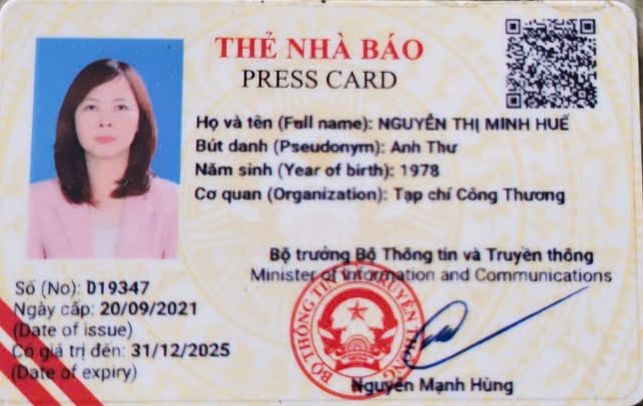 THẺ NHÀ BÁO
PRESS CARD
Họ và tên (Full name): NGUYỄN THỊ MINH HUẾ
Bút danh (Pseudonym): Anh Thư
Năm sinh (Year of birth): 1978
Cơ quan (Organization): Tạp chí Công Thương
Bộ trưởng Bộ Thông tin và Truyền thông
Minister of Information and Communications
Số (No): D19347
Ngày cấp: 20/09/2021
(Date of issue)
Có giá trị đến: 31/12/2025
(Date of expiry)
BỘ THÔNG TIN VÀ TRUYỀN THÔNG
Nguyễn Mạnh Hùng